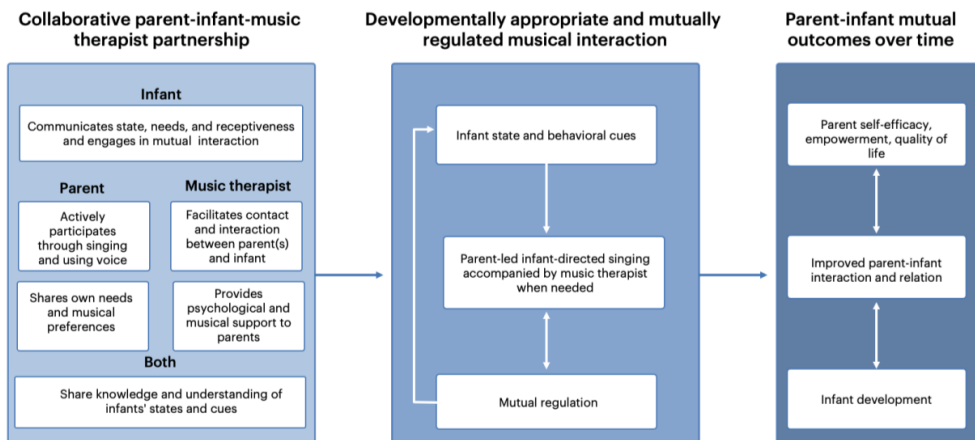 Collaborative parent-infant-music
therapist partnership
Infant
Communicates state, needs, and receptiveness
and engages in mutual interaction
Parent
Actively
participates
through singing
and using voice
Shares own needs
and musical
preferences
Music therapist
Facilitates contact
and interaction
between parent(s)
and infant
Provides
psychological and
musical support to
parents
Both
Share knowledge and understanding of
infants' states and cues
Developmentally appropriate and mutually
regulated musical interaction
Infant state and behavioral cues
Parent-led infant-directed singing
accompanied by music therapist
when needed
Mutual regulation
Parent-infant mutual
outcomes over time
Parent self-efficacy,
empowerment, quality of
life
Improved parent-infant
interaction and relation
Infant development